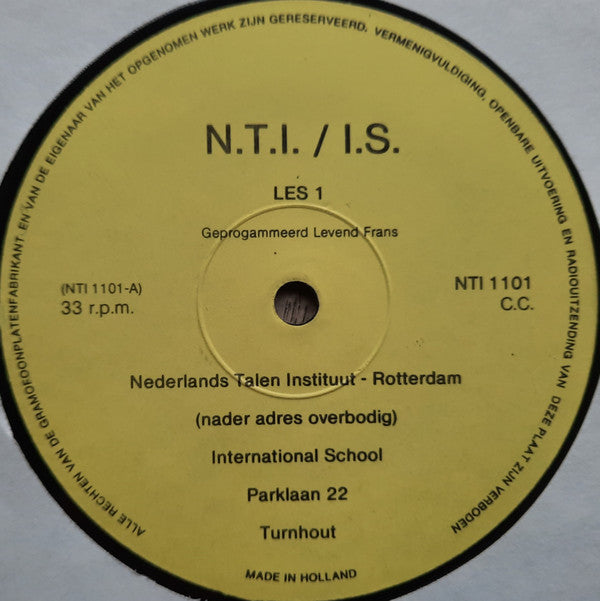 ALLE RECHTEN VAN DE GRAMOFOONPLATENFABRIKANT EN VAN DE EIGENAAR VAN HET OPGENOMEN WERK ZIJN GERESERVEERD. VERMENIGVULDIGING, OPENBARE UITVOERING EN RADIOUITZENDING VAN DEZE PLAAT ZIJN VERBODEN
N.T.I. / I.S.
LES 1
Geprogammeerd Levend Frans
(NTI 1101-A)
33 r.p.m.
NTI 1101
C.C.
Nederlands Talen Instituut - Rotterdam
(nader adres overbodig)
International School
Parklaan 22
Turnhout
MADE IN HOLLAND